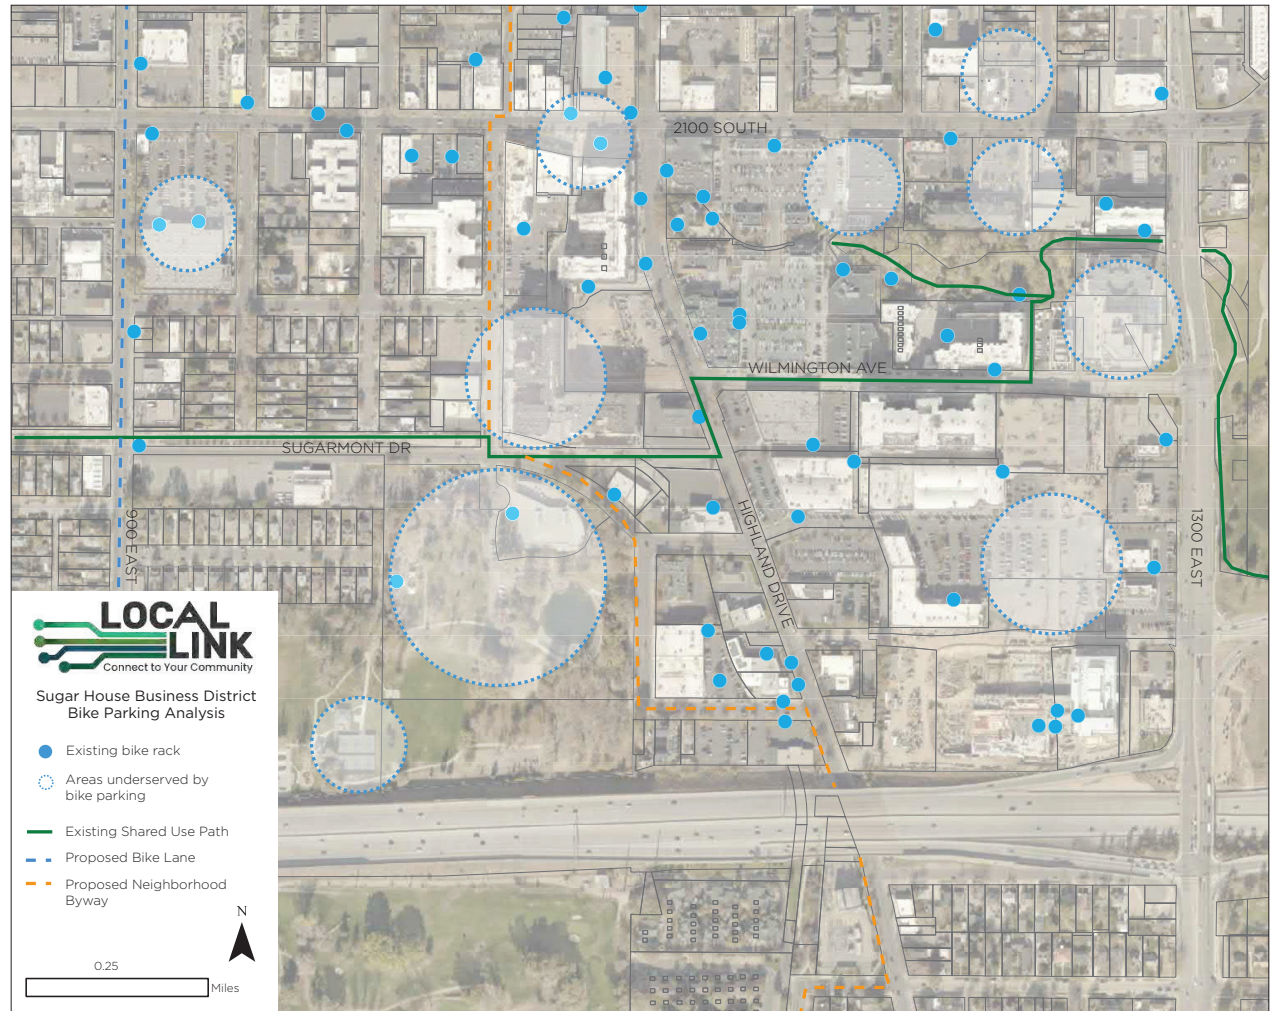 2100 SOUTH
WILMINGTON AVE
SUGARMONT DR
HIGHLAND DRIVE
900 EAST
1300 EAST
LOCAL
LINK
Connect to Your Community
Sugar House Business District
Bike Parking Analysis
Existing bike rack
Areas underserved by
bike parking
Existing Shared Use Path
Proposed Bike Lane
Proposed Neighborhood
Byway
N
0.25
Miles